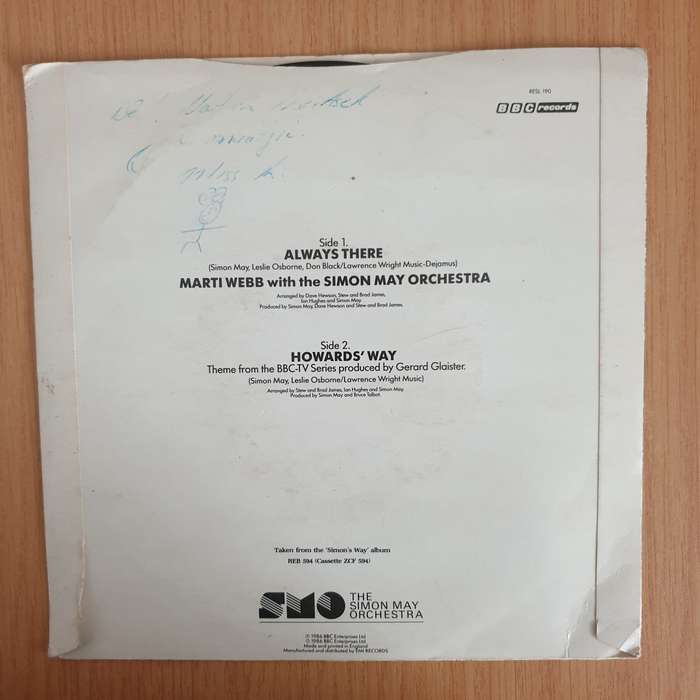 RESL 190
BBC records
miss
Side 1.
ALWAYS THERE
(Simon May, Leslie Osborne, Don Black/Lawrence Wright Music-Dejamus)
MARTI WEBB with the SIMON MAY ORCHESTRA
Arranged by Dave Hewson, Stew and Brad James,
Ian Hughes and Simon May.
Produced by Simon May, Dave Hewson and Stew and Brad James.
Side 2.
HOWARDS' WAY
Theme from the BBC-TV Series produced by Gerard Glaister.
(Simon May, Leslie Osborne/Lawrence Wright Music)
Arranged by Stew and Brad James, Ian Hughes and Simon May.
Produced by Simon May and Bruce Talbot.
Taken from the 'Simon's Way' album
REB 594 (Cassette ZCF 594)
SMO THE
SIMON MAY
ORCHESTRA
℗ 1986 BBC Enterprises Ltd
© 1986 BBC Enterprises Ltd
Made and printed in England
Manufactured and distributed by EMI RECORDS